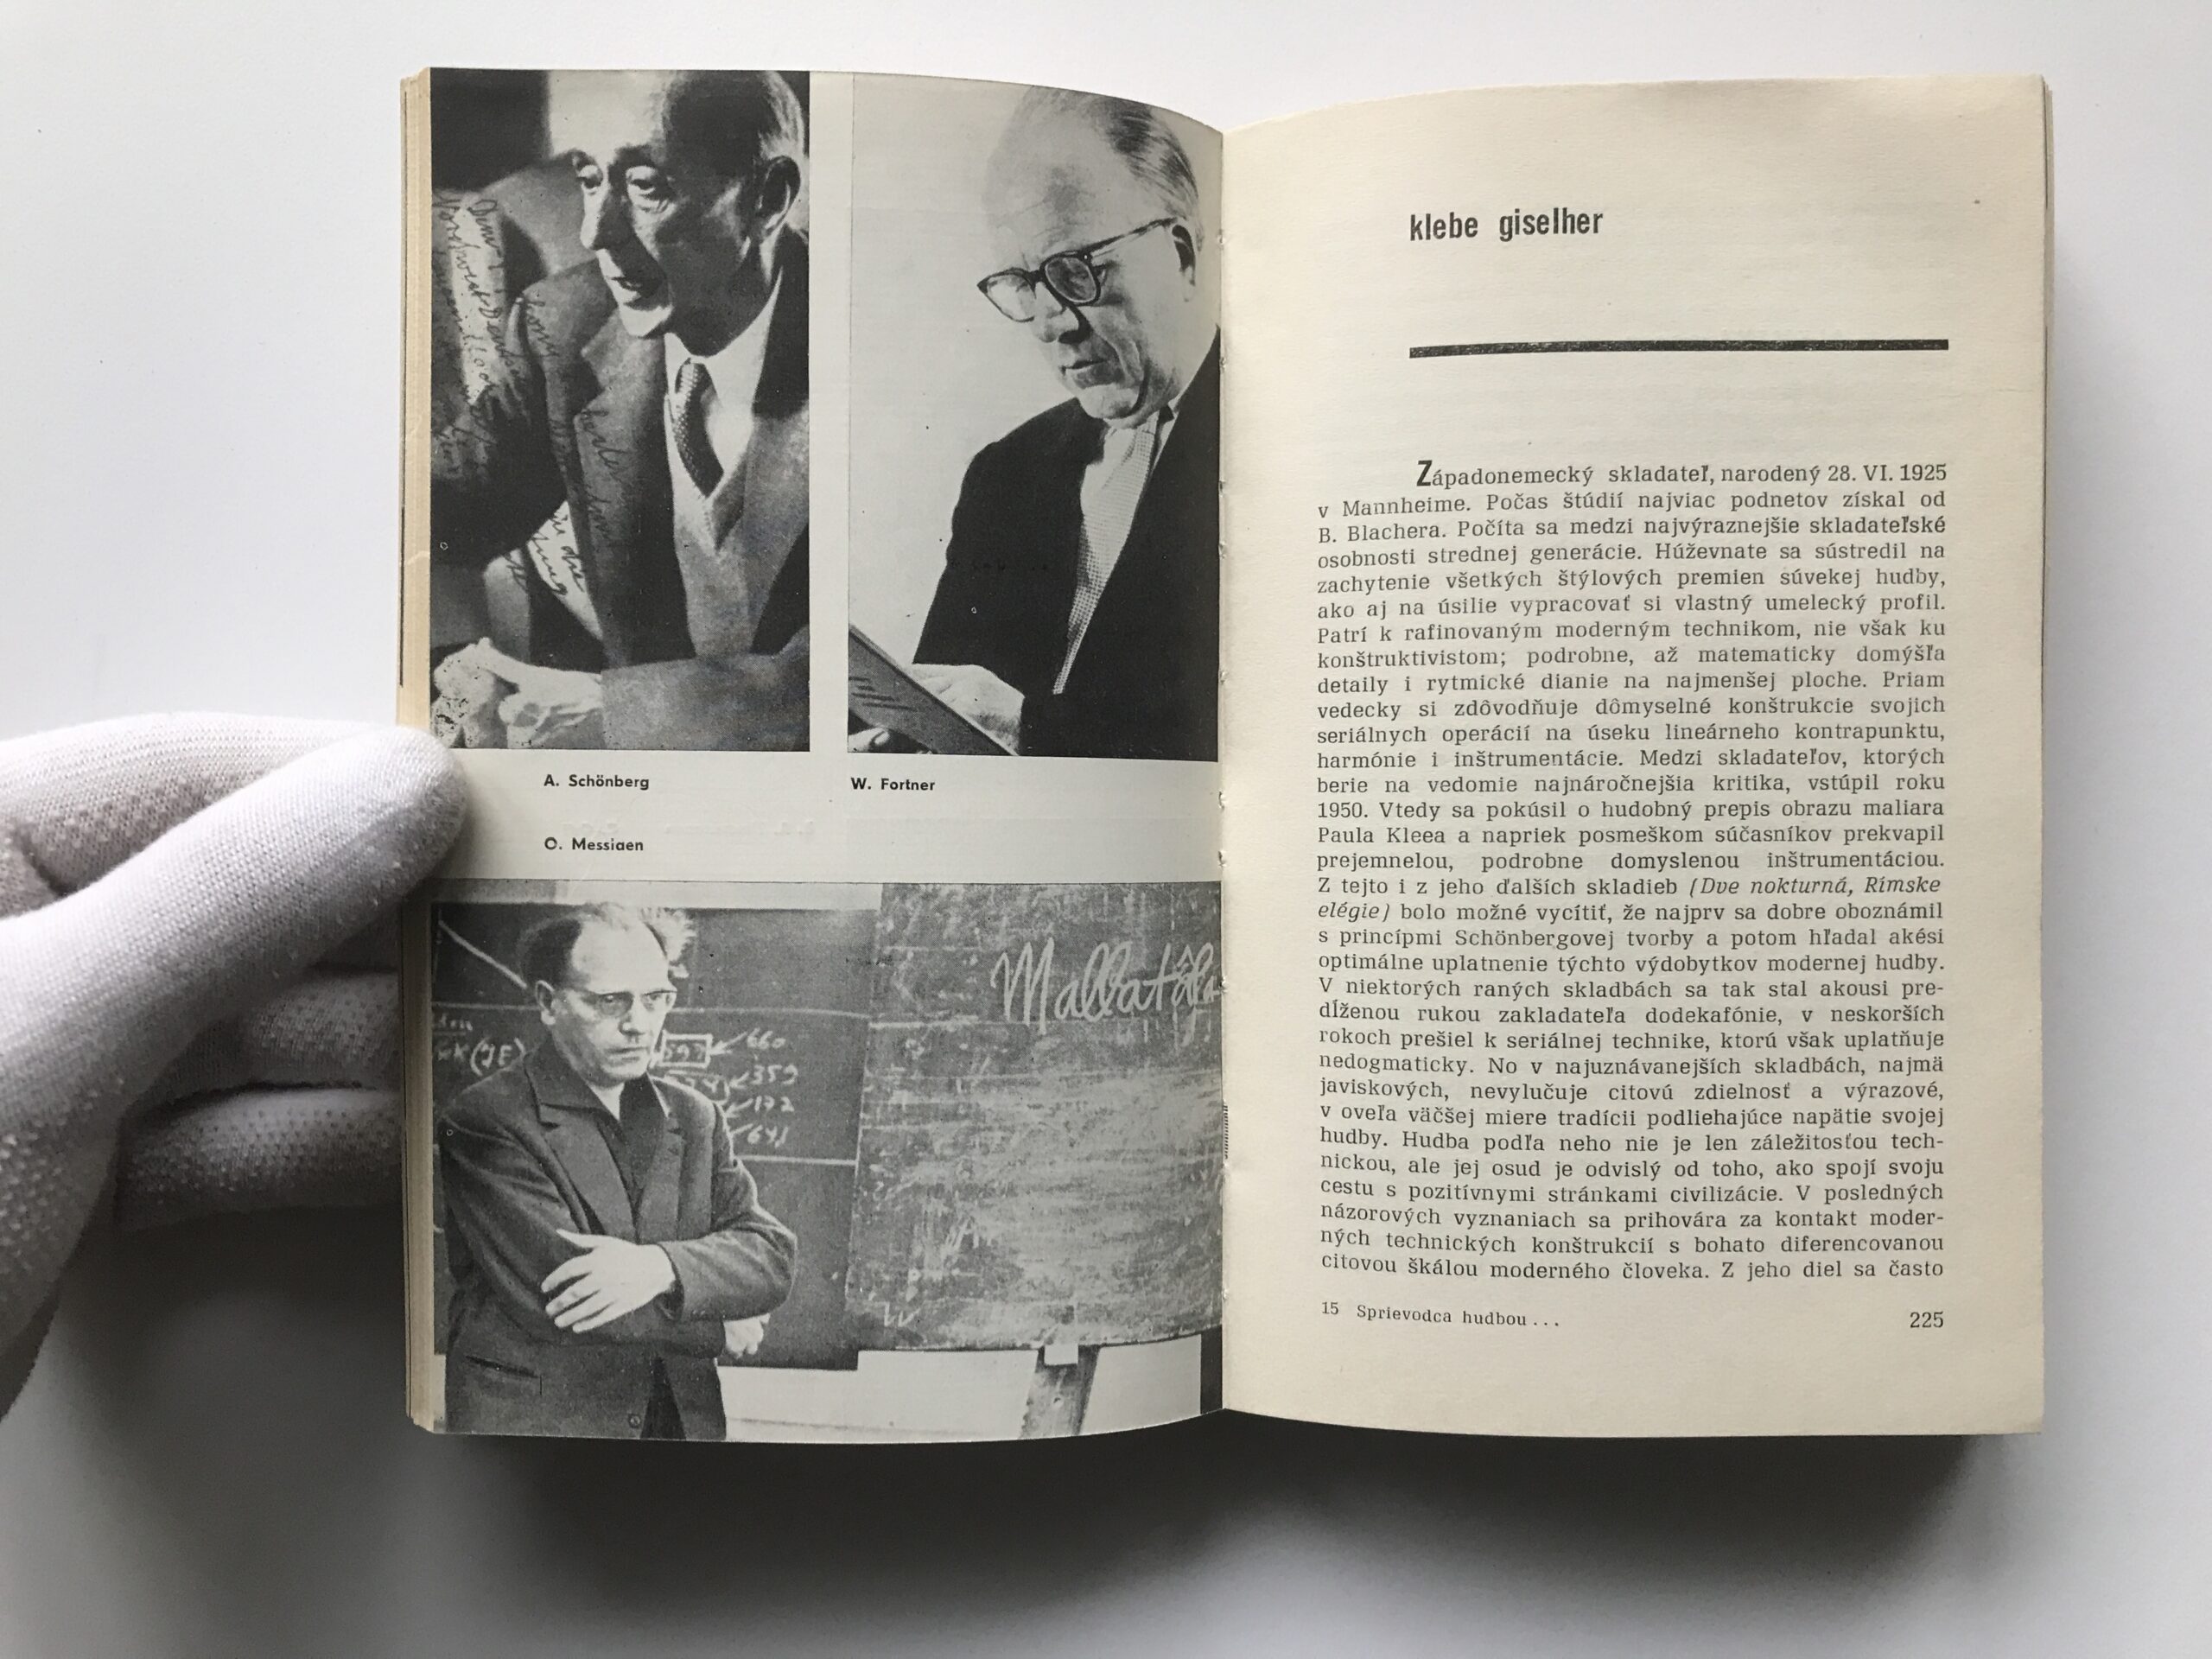 A. Schönberg
W. Fortner
O. Messiaen
Mallatâla
(JE)
660
359
172
641
klebe giselher
Západonemecký skladateľ, narodený 28. VI. 1925
v Mannheime. Počas štúdií najviac podnetov získal od
B. Blachera. Počíta sa medzi najvýraznejšie skladateľské
osobnosti strednej generácie. Húževnate sa sústredil na
zachytenie všetkých štýlových premien súvekej hudby,
ako aj na úsilie vypracovať si vlastný umelecký profil.
Patrí k rafinovaným moderným technikom, nie však ku
konštruktivistom; podrobne, až matematicky domýšľa
detaily i rytmické dianie na najmenšej ploche. Priam
vedecky si zdôvodňuje dômyselné konštrukcie svojich
seriálnych operácií na úseku lineárneho kontrapunktu,
harmónie i inštrumentácie. Medzi skladateľov, ktorých
berie na vedomie najnáročnejšia kritika, vstúpil roku
1950. Vtedy sa pokúsil o hudobný prepis obrazu maliara
Paula Kleea a napriek posmeškom súčasníkov prekvapil
prejemnelou, podrobne domyslenou inštrumentáciou.
Z tejto i z jeho ďalších skladieb (Dve nokturná, Rímske
elégie) bolo možné vycítiť, že najprv sa dobre oboznámil
s princípmi Schönbergovej tvorby a potom hľadal akési
optimálne uplatnenie týchto výdobytkov modernej hudby.
V niektorých raných skladbách sa tak stal akousi pre-
dĺženou rukou zakladateľa dodekafónie, v neskorších
rokoch prešiel k seriálnej technike, ktorú však uplatňuje
nedogmaticky. No v najuznávanejších skladbách, najmä
javiskových, nevylučuje citovú zdielnosť a výrazové,
v oveľa väčšej miere tradícii podliehajúce napätie svojej
hudby. Hudba podľa neho nie je len záležitosťou tech-
nickou, ale jej osud je odvislý od toho, ako spojí svoju
cestu s pozitívnymi stránkami civilizácie. V posledných
názorových vyznaniach sa prihovára za kontakt moder-
ných technických konštrukcií s bohato diferencovanou
citovou škálou moderného človeka. Z jeho diel sa často
15 Sprievodca hudbou...
225